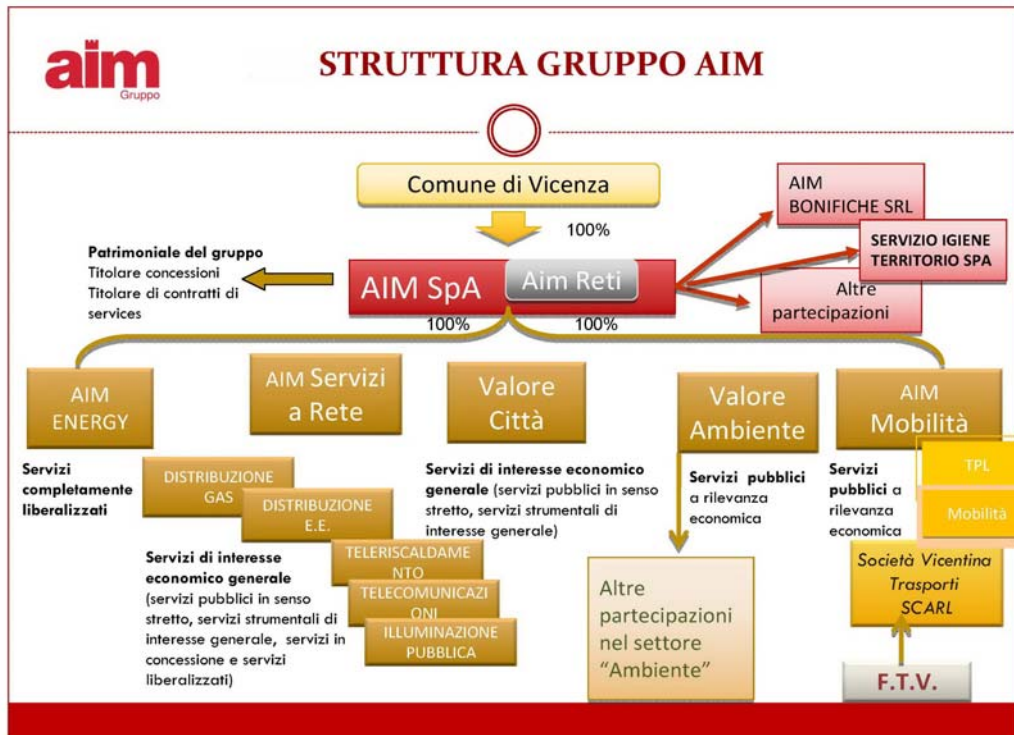 aim
Gruppo
STRUTTURA GRUPPO AIM
Comune di Vicenza
100%
AIM
BONIFICHE SRL
SERVIZIO IGIENE
TERRITORIO SPA
Altre
partecipazioni
Patrimoniale del gruppo
Titolare concessioni
Titolare di contratti di
services
AIM SpA
Aim Reti
100%
100%
AIM
ENERGY
AIM Servizi
a Rete
Valore
Città
Valore
Ambiente
AIM
Mobilità
Servizi
completamente
liberalizzati
DISTRIBUZIONE
GAS
DISTRIBUZIONE
E.E.
TELERISCALDAME
NTO
TELECOMUNICAZI
ONI
ILLUMINAZIONE
PUBBLICA
Servizi di interesse
economico generale
(servizi pubblici in senso
stretto, servizi strumentali di
interesse generale, servizi in
concessione e servizi
liberalizzati)
Servizi di interesse economico
generale (servizi pubblici in senso
stretto, servizi strumentali di
interesse generale)
Servizi pubblici
a rilevanza
economica
Altre
partecipazioni
nel settore
“Ambiente”
Servizi
pubblici a
rilevanza
economica
TPL
Mobilità
Società Vicentina
Trasporti
SCARL
F.T.V.